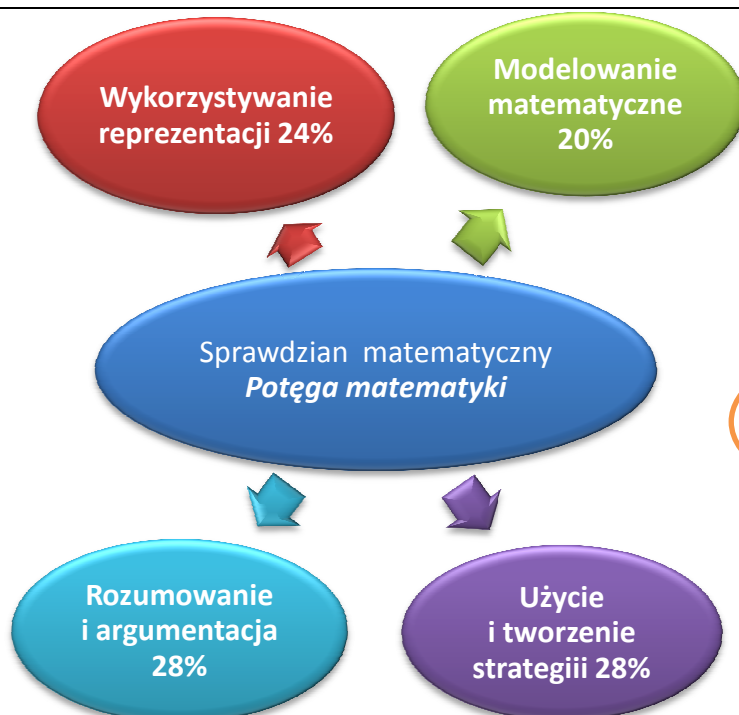 Wykorzystywanie
reprezentacji 24%
Modelowanie
matematyczne
20%
Sprawdzian matematyczny
Potęga matematyki
Rozumowanie
i argumentacja
28%
Użycie
i tworzenie
strategiii 28%